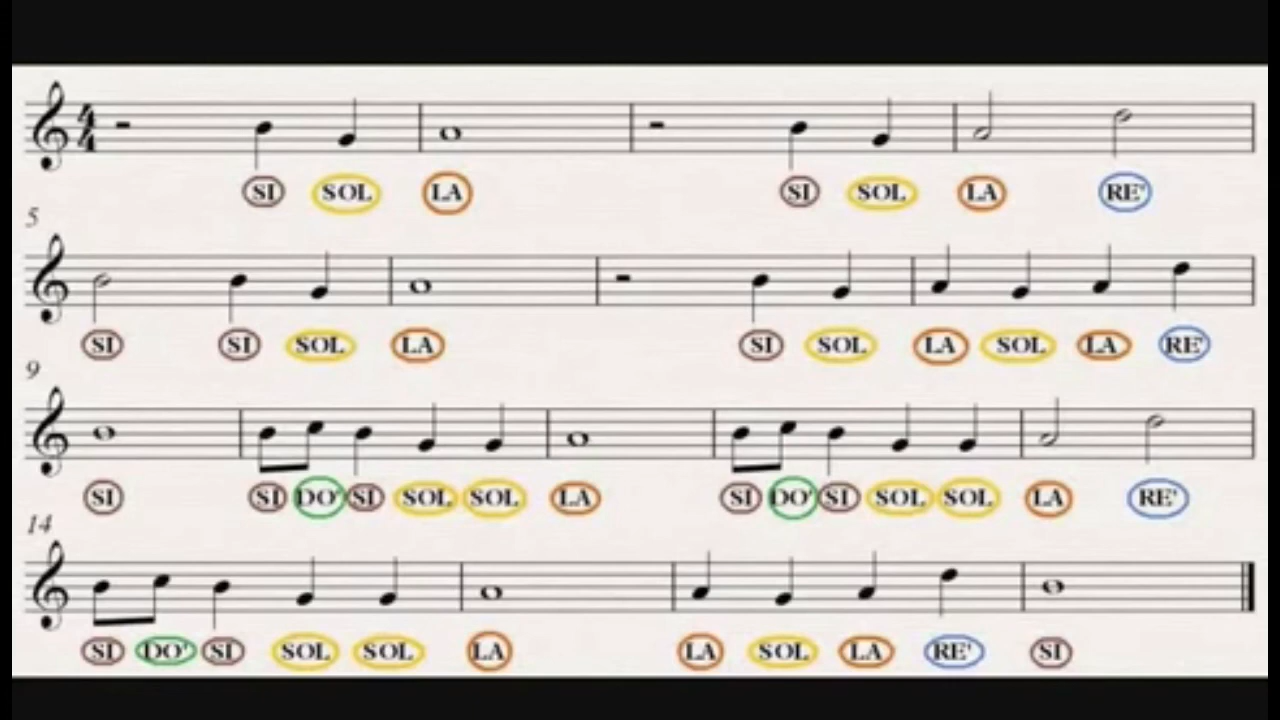 4 4
SI SOL LA SI SOL LA RE'
5
SI SI SOL LA SI SOL LA SOL LA RE'
9
SI SI DO' SI SOL SOL LA SI DO' SI SOL SOL LA RE'
14
SI DO' SI SOL SOL LA LA SOL LA RE' SI